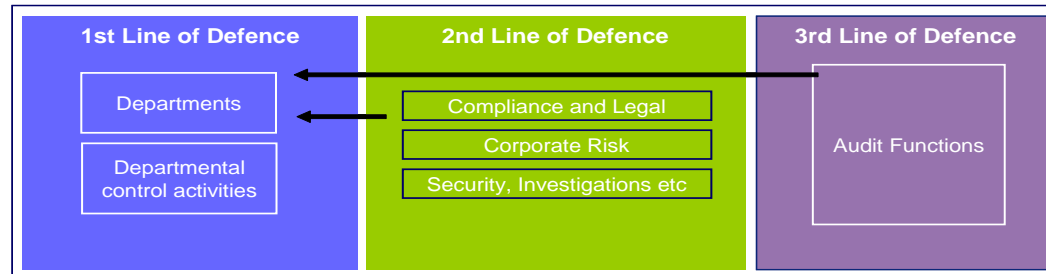 1st Line of Defence
Departments
Departmental
control activities
2nd Line of Defence
Compliance and Legal
Corporate Risk
Security, Investigations etc
3rd Line of Defence
Audit Functions